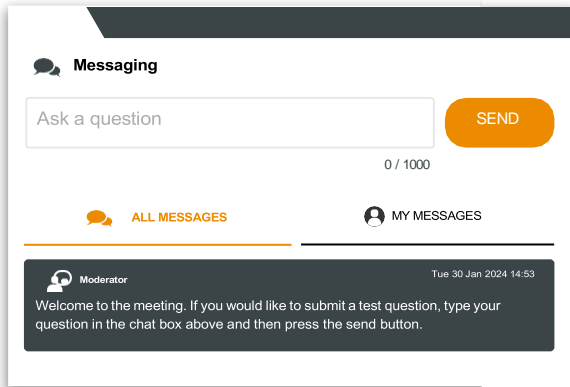 Messaging
Ask a question
SEND
0 / 1000
ALL MESSAGES
MY MESSAGES
Moderator
Tue 30 Jan 2024 14:53
Welcome to the meeting. If you would like to submit a test question, type your
question in the chat box above and then press the send button.